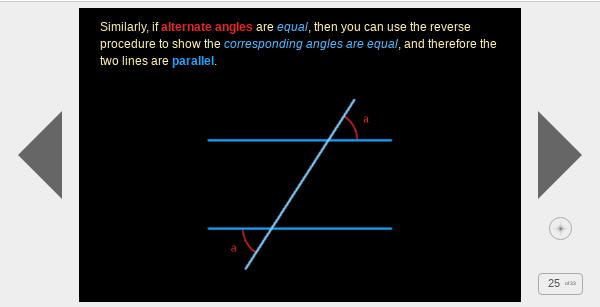 Similarly, if alternate angles are equal, then you can use the reverse
procedure to show the corresponding angles are equal, and therefore the
two lines are parallel.
a
a
25 of 33